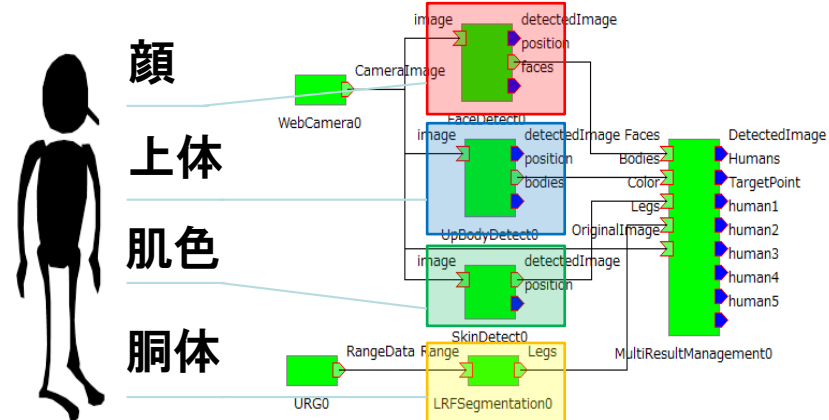 顔
上体
肌色
胴体
CameraImage
WebCamera0
image
detectedImage
position
faces
FaceDetect0
image
detectedImage
position
bodies
UpBodyDetect0
image
detectedImage
position
SkinDetect0
RangeData
Range
Legs
URG0
LRFSegmentation0
Faces
Bodies
Color
Legs
OriginalImage
DetectedImage
Humans
TargetPoint
human1
human2
human3
human4
human5
MultiResultManagement0